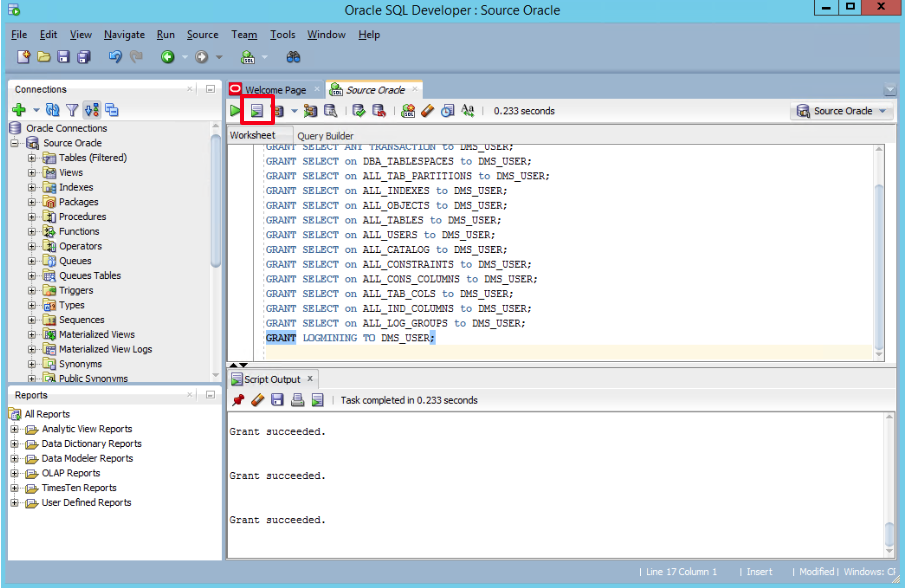 Oracle SQL Developer : Source Oracle
File Edit View Navigate Run Source Team Tools Window Help
Connections
Welcome Page
Source Oracle
0.233 seconds
Source Oracle
Oracle Connections
Source Oracle
Tables (Filtered)
Views
Indexes
Packages
Procedures
Functions
Operators
Queues
Queues Tables
Triggers
Types
Sequences
Materialized Views
Materialized View Logs
Synonyms
Public Synonyms
Worksheet Query Builder
GRANT SELECT ANY TRANSACTION to DMS_USER;
GRANT SELECT on DBA_TABLESPACES to DMS_USER;
GRANT SELECT on ALL_TAB_PARTITIONS to DMS_USER;
GRANT SELECT on ALL_INDEXES to DMS_USER;
GRANT SELECT on ALL_OBJECTS to DMS_USER;
GRANT SELECT on ALL_TABLES to DMS_USER;
GRANT SELECT on ALL_USERS to DMS_USER;
GRANT SELECT on ALL_CATALOG to DMS_USER;
GRANT SELECT on ALL_CONSTRAINTS to DMS_USER;
GRANT SELECT on ALL_CONS_COLUMNS to DMS_USER;
GRANT SELECT on ALL_TAB_COLS to DMS_USER;
GRANT SELECT on ALL_IND_COLUMNS to DMS_USER;
GRANT SELECT on ALL_LOG_GROUPS to DMS_USER;
GRANT LOGMINING TO DMS_USER;
Reports
All Reports
Analytic View Reports
Data Dictionary Reports
Data Modeler Reports
OLAP Reports
TimesTen Reports
User Defined Reports
Script Output
Task completed in 0.233 seconds
Grant succeeded.
Grant succeeded.
Grant succeeded.
Line 17 Column 1 | Insert | Modified | Windows: C